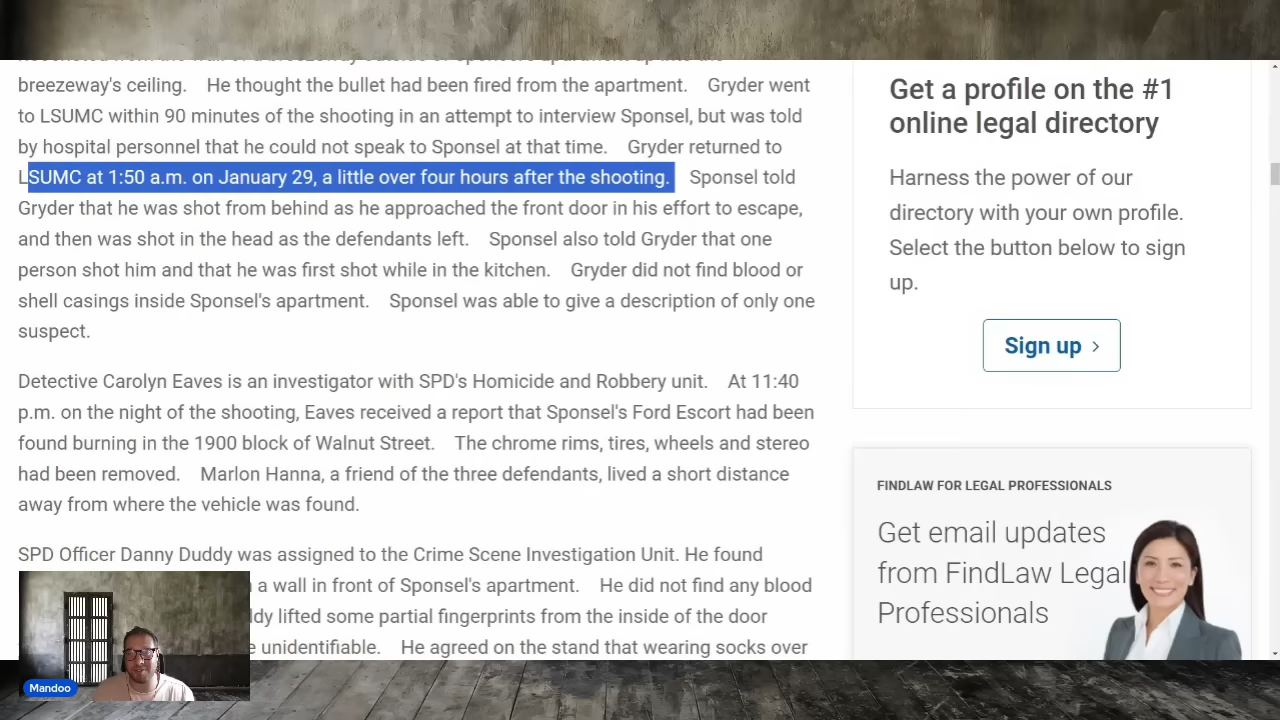 breezeway's ceiling. He thought the bullet had been fired from the apartment. Gryder went
to LSUMC within 90 minutes of the shooting in an attempt to interview Sponsel, but was told
by hospital personnel that he could not speak to Sponsel at that time. Gryder returned to
LSUMC at 1:50 a.m. on January 29, a little over four hours after the shooting. Sponsel told
Gryder that he was shot from behind as he approached the front door in his effort to escape,
and then was shot in the head as the defendants left. Sponsel also told Gryder that one
person shot him and that he was first shot while in the kitchen. Gryder did not find blood or
shell casings inside Sponsel's apartment. Sponsel was able to give a description of only one
suspect.
Detective Carolyn Eaves is an investigator with SPD's Homicide and Robbery unit. At 11:40
p.m. on the night of the shooting, Eaves received a report that Sponsel's Ford Escort had been
found burning in the 1900 block of Walnut Street. The chrome rims, tires, wheels and stereo
had been removed. Marlon Hanna, a friend of the three defendants, lived a short distance
away from where the vehicle was found.
SPD Officer Danny Duddy was assigned to the Crime Scene Investigation Unit. He found
a wall in front of Sponsel's apartment. He did not find any blood
ddy lifted some partial fingerprints from the inside of the door
e unidentifiable. He agreed on the stand that wearing socks over
Get a profile on the #1
online legal directory
Harness the power of our
directory with your own profile.
Select the button below to sign
up.
Sign up
FINDLAW FOR LEGAL PROFESSIONALS
Get email updates
from FindLaw Legal
Professionals
Mandoo